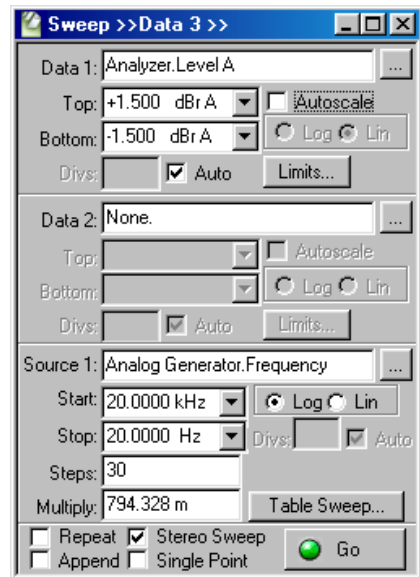 Sweep >>Data 3 >>
Data 1: Analyzer.Level A ...
Top: +1.500 dBr A Autoscale
Bottom: -1.500 dBr A Log Lin
Divs: Auto Limits...
Data 2: None. ...
Top: Autoscale
Bottom: Log Lin
Divs: Auto Limits...
Source 1: Analog Generator.Frequency ...
Start: 20.0000 kHz Log Lin
Stop: 20.0000 Hz Divs: Auto
Steps: 30
Multiply: 794.328 m Table Sweep...
Repeat Stereo Sweep Go
Append Single Point